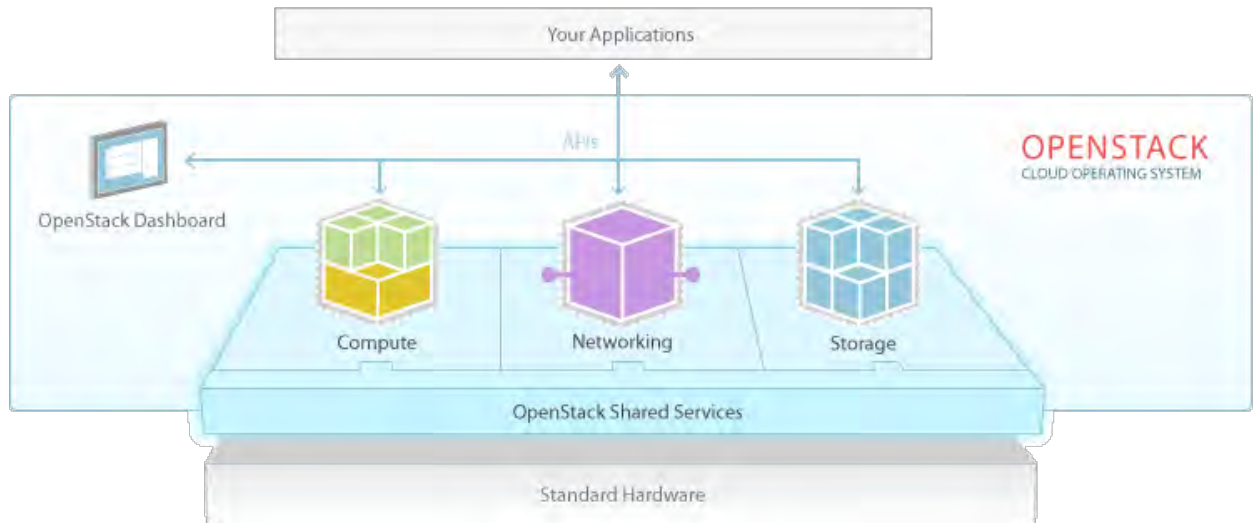 Your Applications
APIs
OPENSTACK
CLOUD OPERATING SYSTEM
OpenStack Dashboard
Compute
Networking
Storage
OpenStack Shared Services
Standard Hardware